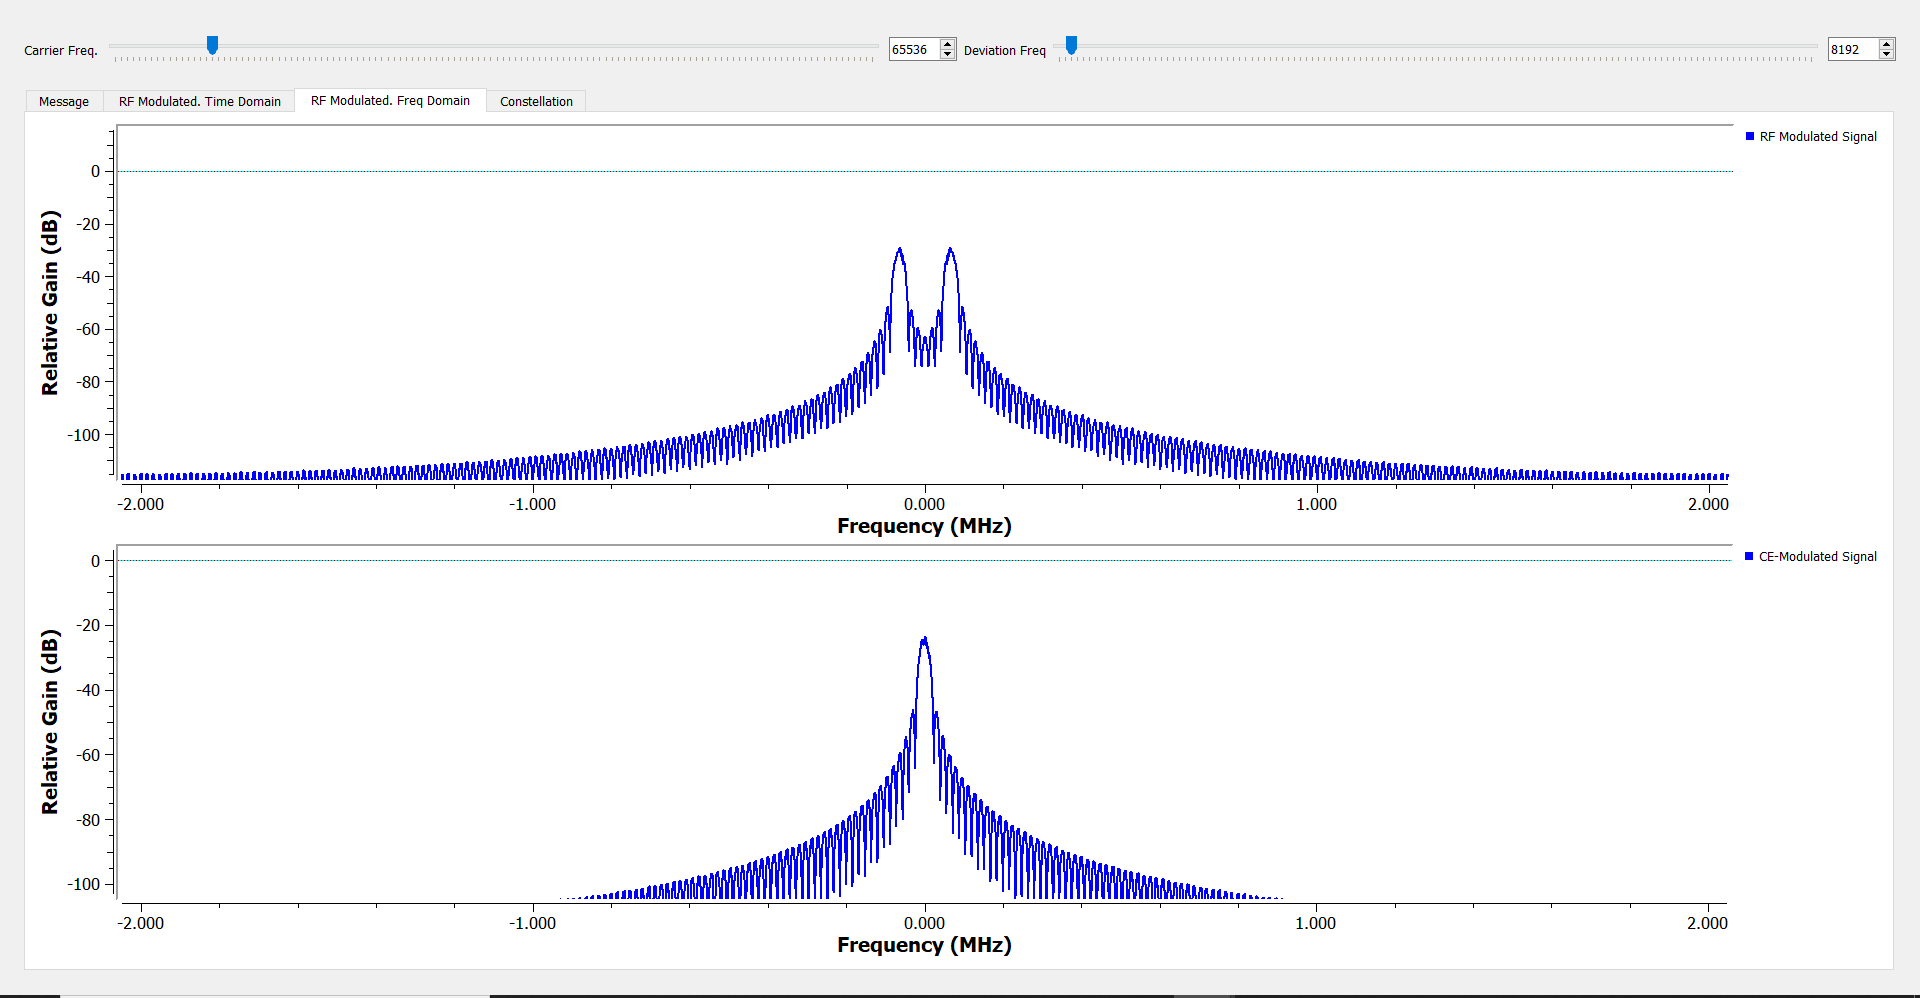 Carrier Freq. 65536 Deviation Freq 8192
Message RF Modulated. Time Domain RF Modulated. Freq Domain Constellation
RF Modulated Signal
Relative Gain (dB)
0
-20
-40
-60
-80
-100
-2.000 -1.000 0.000 1.000 2.000
Frequency (MHz)
CE-Modulated Signal
Relative Gain (dB)
0
-20
-40
-60
-80
-100
-2.000 -1.000 0.000 1.000 2.000
Frequency (MHz)